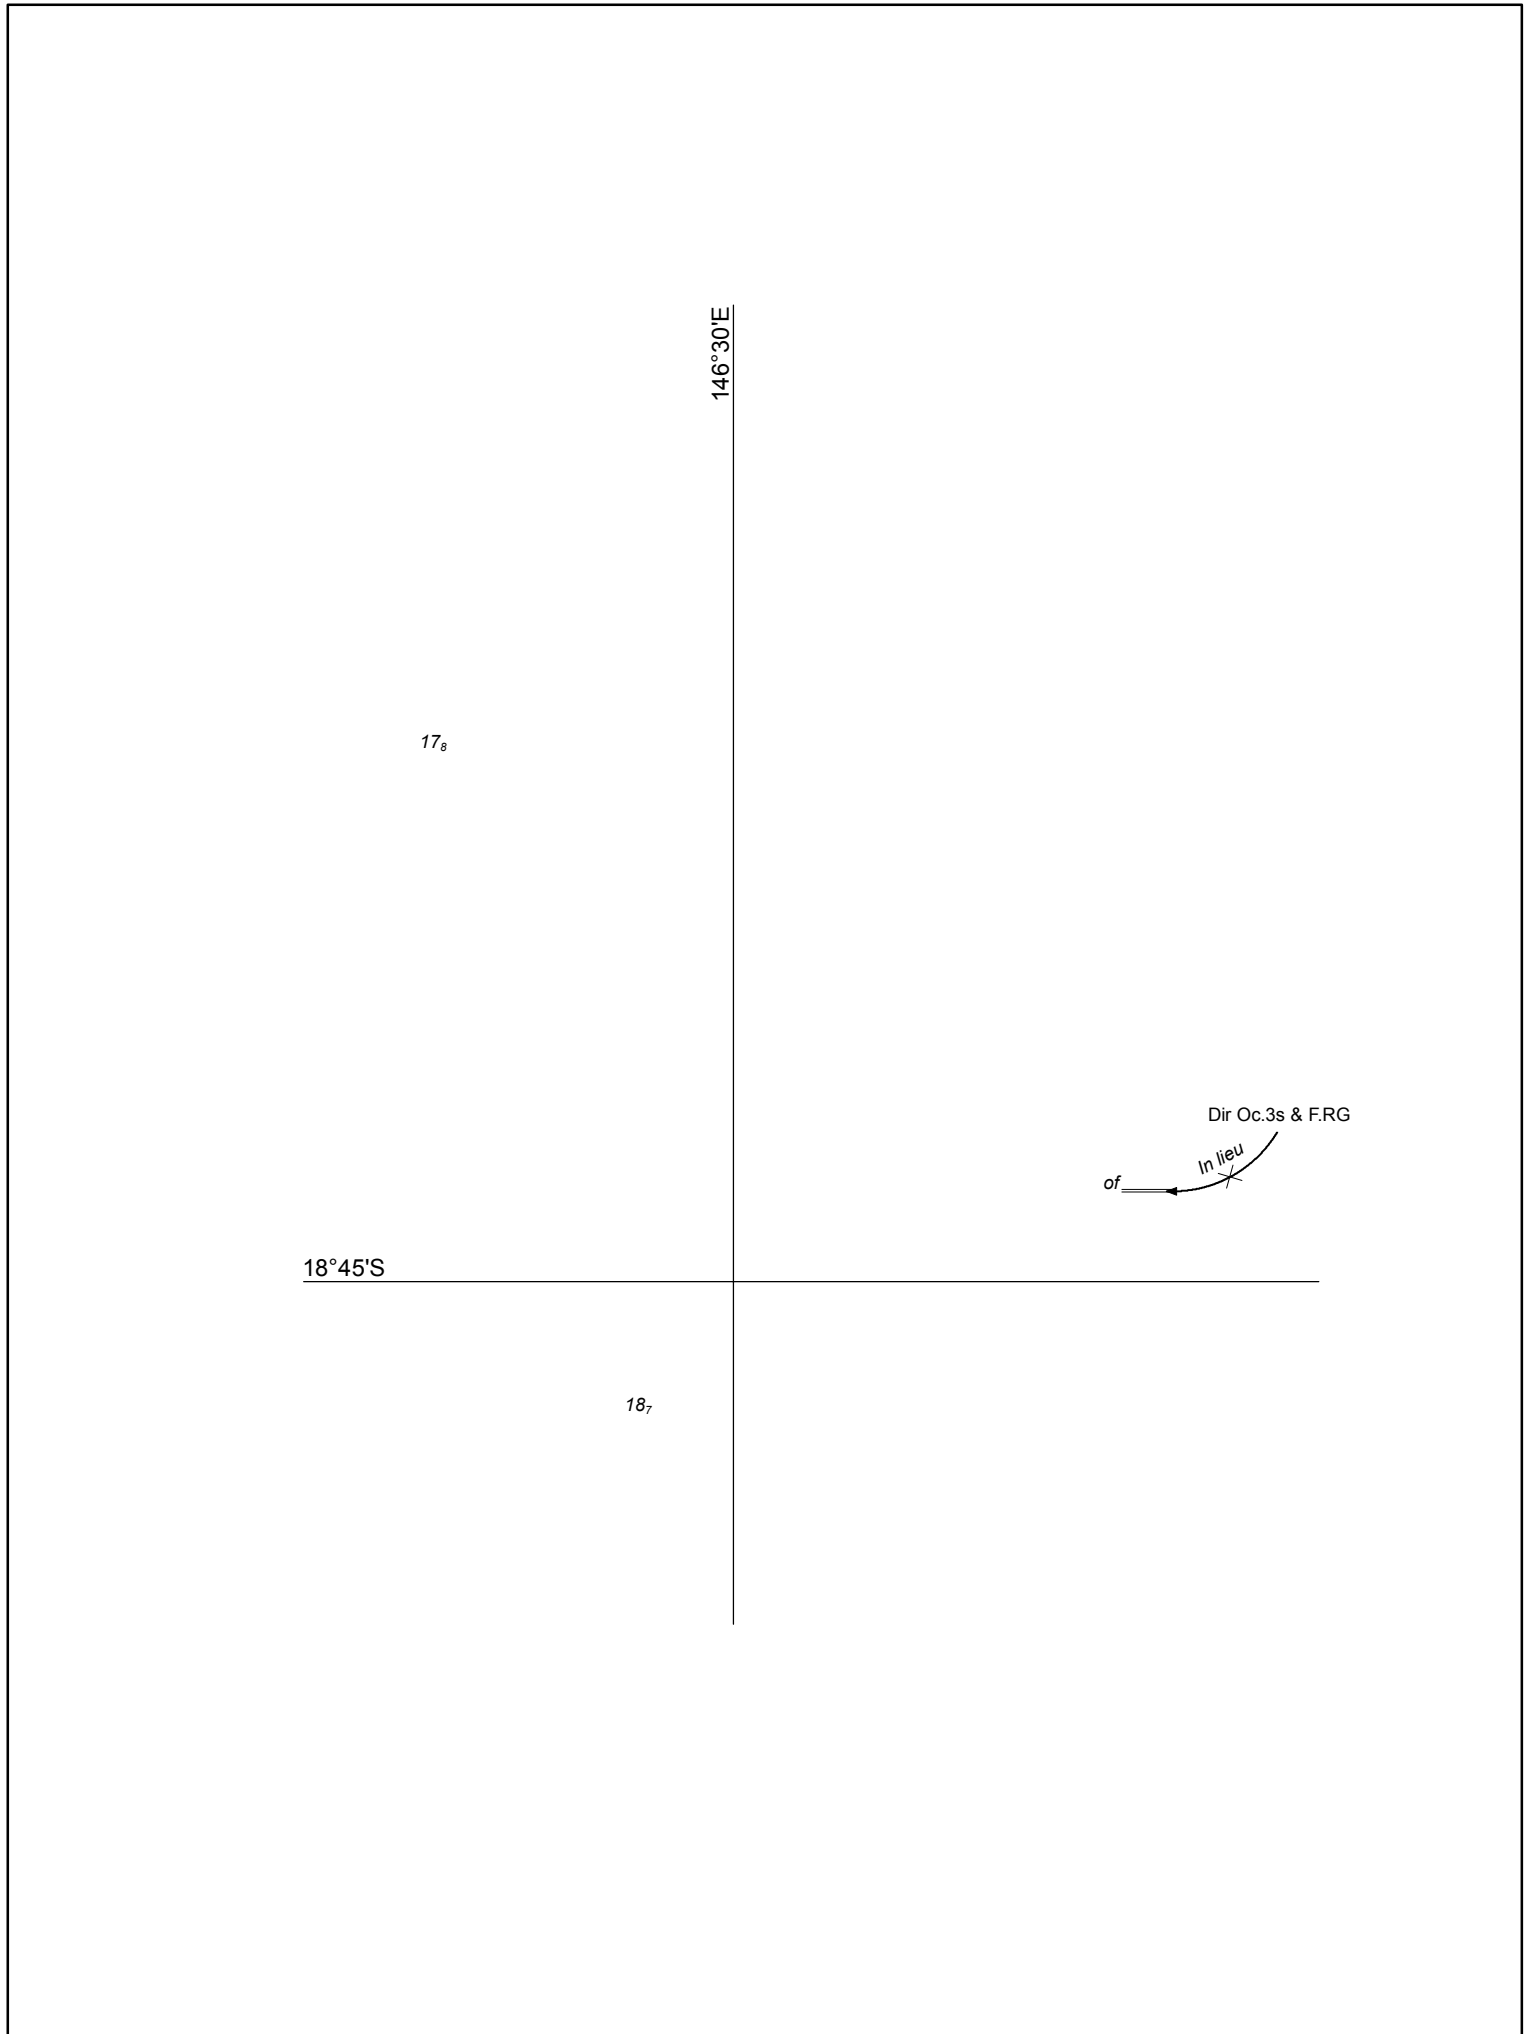 146°30'E
17₈
Dir Oc.3s & F.RG
In lieu
of
18°45'S
18₇